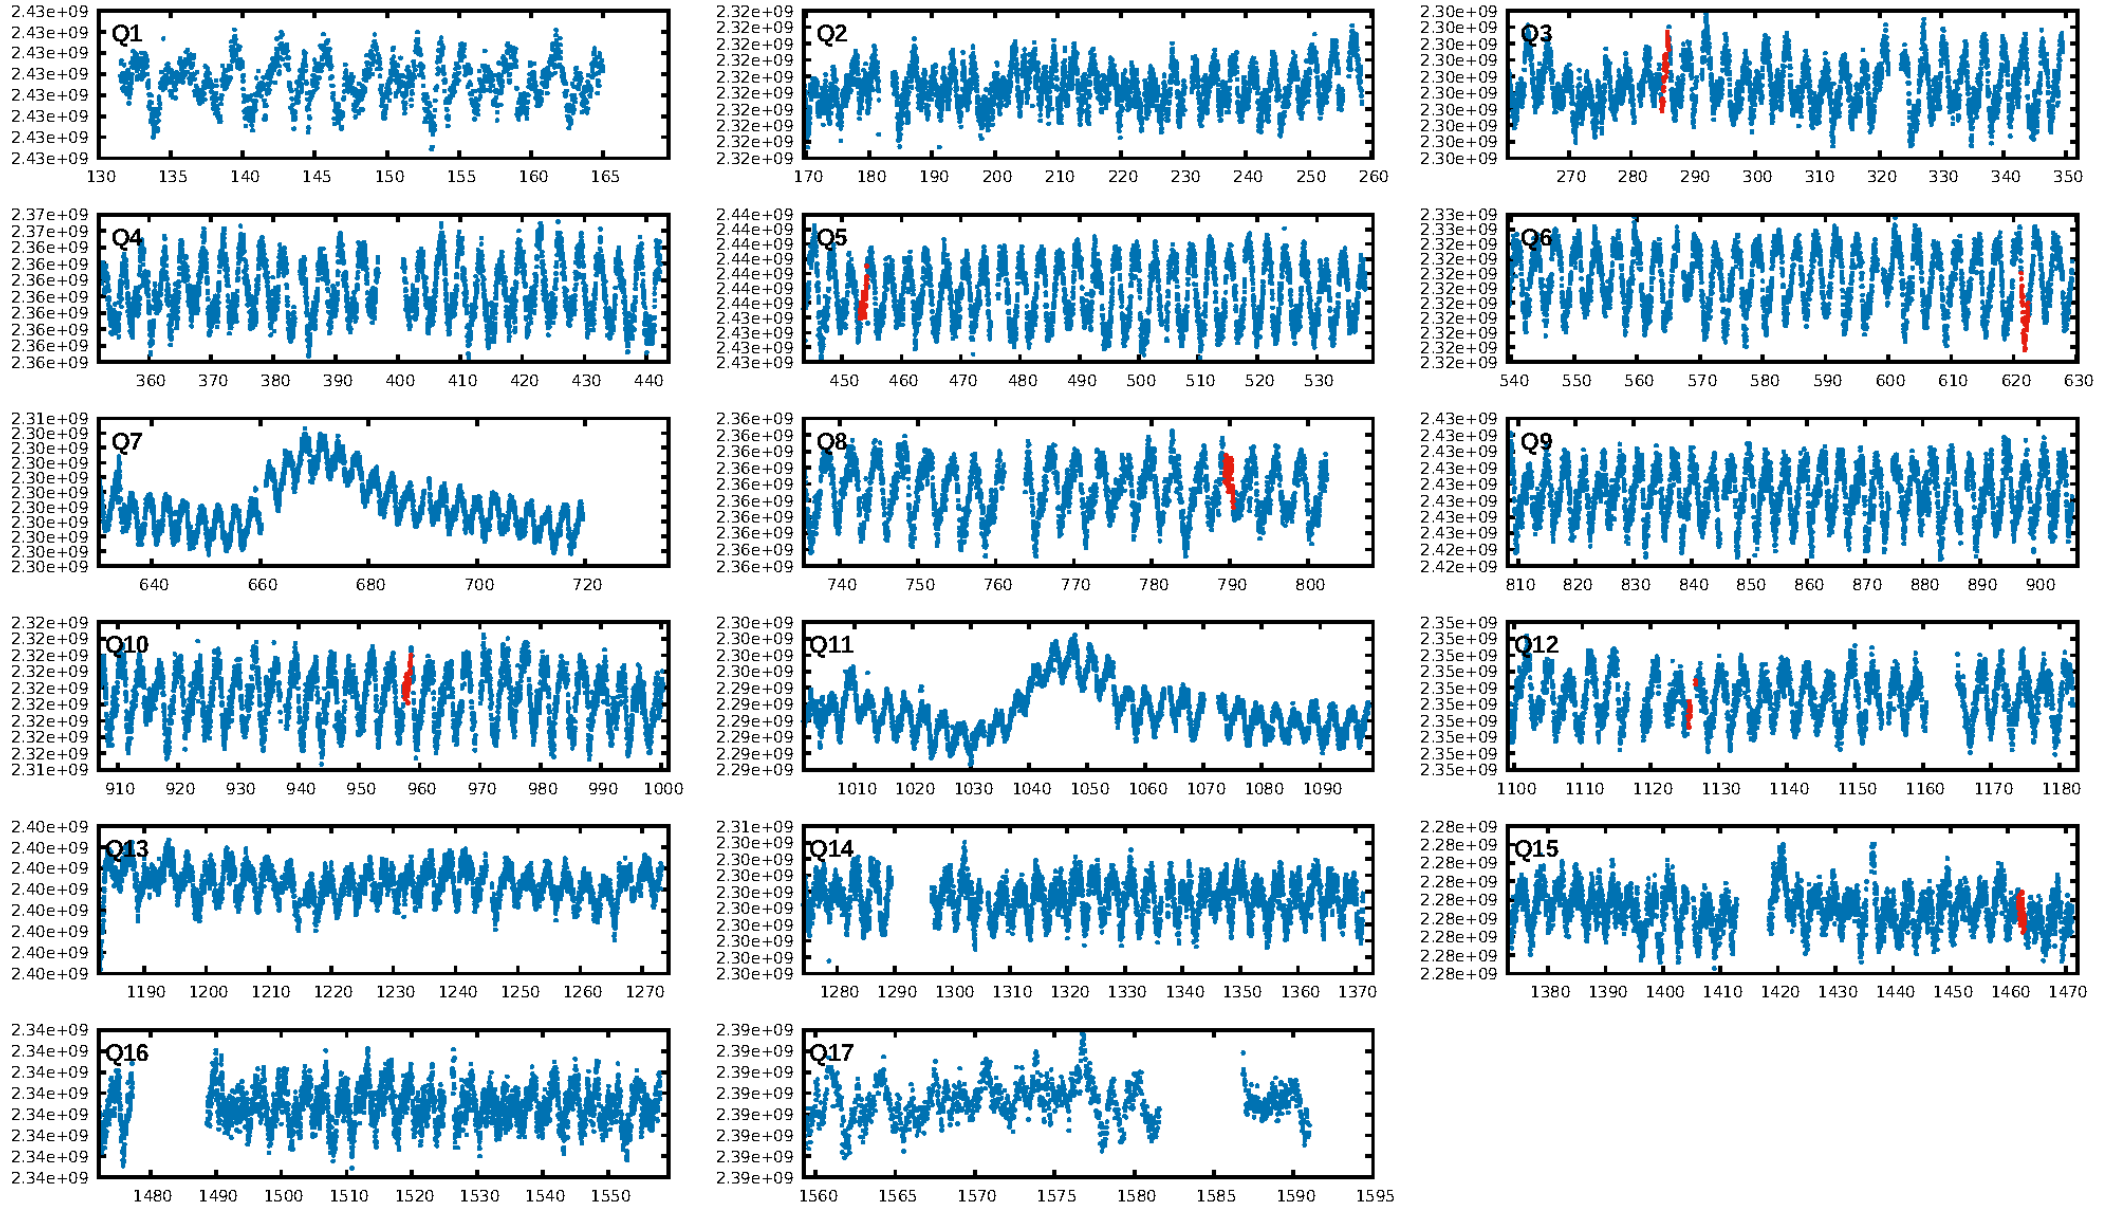 2.43e+09
2.43e+09
2.43e+09
2.43e+09
2.43e+09
2.43e+09
2.43e+09
2.43e+09
Q1
130 135 140 145 150 155 160 165
2.32e+09
2.32e+09
2.32e+09
2.32e+09
2.32e+09
2.32e+09
2.32e+09
2.32e+09
2.32e+09
2.32e+09
Q2
170 180 190 200 210 220 230 240 250 260
2.30e+09
2.30e+09
2.30e+09
2.30e+09
2.30e+09
2.30e+09
2.30e+09
2.30e+09
2.30e+09
2.30e+09
Q3
270 280 290 300 310 320 330 340 350
2.37e+09
2.37e+09
2.36e+09
2.36e+09
2.36e+09
2.36e+09
2.36e+09
2.36e+09
2.36e+09
2.36e+09
Q4
360 370 380 390 400 410 420 430 440
2.44e+09
2.44e+09
2.44e+09
2.44e+09
2.44e+09
2.44e+09
2.44e+09
2.43e+09
2.43e+09
2.43e+09
2.43e+09
Q5
450 460 470 480 490 500 510 520 530
2.33e+09
2.33e+09
2.32e+09
2.32e+09
2.32e+09
2.32e+09
2.32e+09
2.32e+09
2.32e+09
2.32e+09
2.32e+09
Q6
540 550 560 570 580 590 600 610 620 630
2.31e+09
2.30e+09
2.30e+09
2.30e+09
2.30e+09
2.30e+09
2.30e+09
2.30e+09
2.30e+09
2.30e+09
2.30e+09
Q7
640 660 680 700 720
2.36e+09
2.36e+09
2.36e+09
2.36e+09
2.36e+09
2.36e+09
2.36e+09
2.36e+09
2.36e+09
2.36e+09
Q8
740 750 760 770 780 790 800
2.43e+09
2.43e+09
2.43e+09
2.43e+09
2.43e+09
2.43e+09
2.43e+09
2.43e+09
2.42e+09
2.42e+09
Q9
810 820 830 840 850 860 870 880 890 900
2.32e+09
2.32e+09
2.32e+09
2.32e+09
2.32e+09
2.32e+09
2.32e+09
2.32e+09
2.32e+09
2.31e+09
Q10
910 920 930 940 950 960 970 980 990 1000
2.30e+09
2.30e+09
2.30e+09
2.30e+09
2.29e+09
2.29e+09
2.29e+09
2.29e+09
2.29e+09
2.29e+09
Q11
1010 1020 1030 1040 1050 1060 1070 1080 1090
2.35e+09
2.35e+09
2.35e+09
2.35e+09
2.35e+09
2.35e+09
2.35e+09
2.35e+09
2.35e+09
2.35e+09
Q12
1100 1110 1120 1130 1140 1150 1160 1170 1180
2.40e+09
2.40e+09
2.40e+09
2.40e+09
2.40e+09
2.40e+09
2.40e+09
2.40e+09
Q13
1190 1200 1210 1220 1230 1240 1250 1260 1270
2.31e+09
2.30e+09
2.30e+09
2.30e+09
2.30e+09
2.30e+09
2.30e+09
2.30e+09
2.30e+09
2.30e+09
Q14
1280 1290 1300 1310 1320 1330 1340 1350 1360 1370
2.28e+09
2.28e+09
2.28e+09
2.28e+09
2.28e+09
2.28e+09
2.28e+09
2.28e+09
2.28e+09
Q15
1380 1390 1400 1410 1420 1430 1440 1450 1460 1470
2.34e+09
2.34e+09
2.34e+09
2.34e+09
2.34e+09
2.34e+09
2.34e+09
2.34e+09
Q16
1480 1490 1500 1510 1520 1530 1540 1550
2.39e+09
2.39e+09
2.39e+09
2.39e+09
2.39e+09
2.39e+09
2.39e+09
2.39e+09
Q17
1560 1565 1570 1575 1580 1585 1590 1595